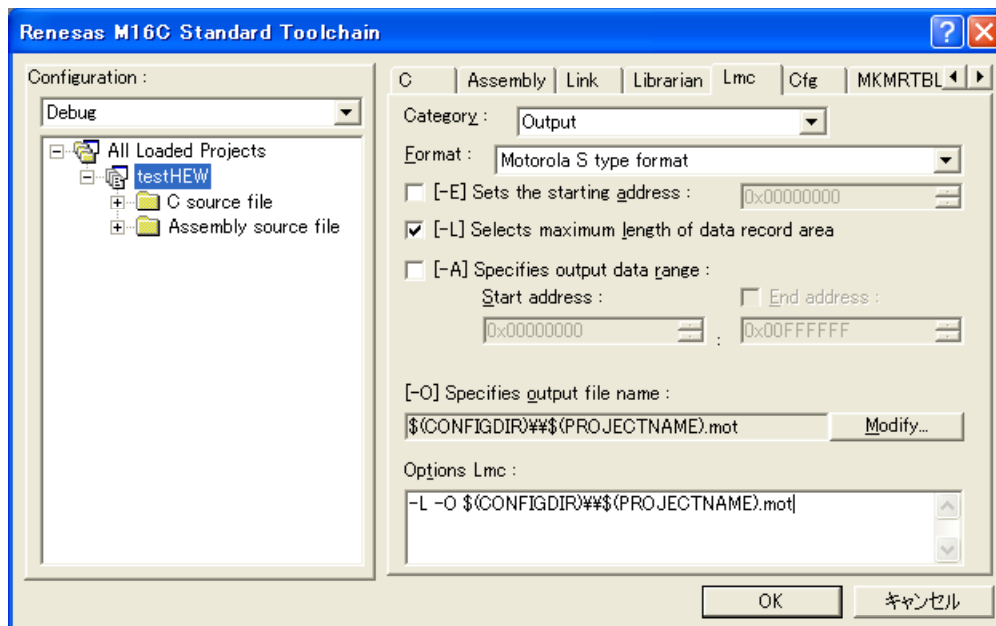 Renesas M16C Standard Toolchain
Configuration :
Debug
All Loaded Projects
testHEW
C source file
Assembly source file
C Assembly Link Librarian Lmc Cfg MKMRTBL
Category : Output
Format : Motorola S type format
[-E] Sets the starting address : 0x00000000
[-L] Selects maximum length of data record area
[-A] Specifies output data range :
Start address : End address :
0x00000000 : 0x00FFFFFF
[-O] Specifies output file name :
$(CONFIGDIR)¥¥$(PROJECTNAME).mot Modify...
Options Lmc :
-L -O $(CONFIGDIR)¥¥$(PROJECTNAME).mot
OK キャンセル